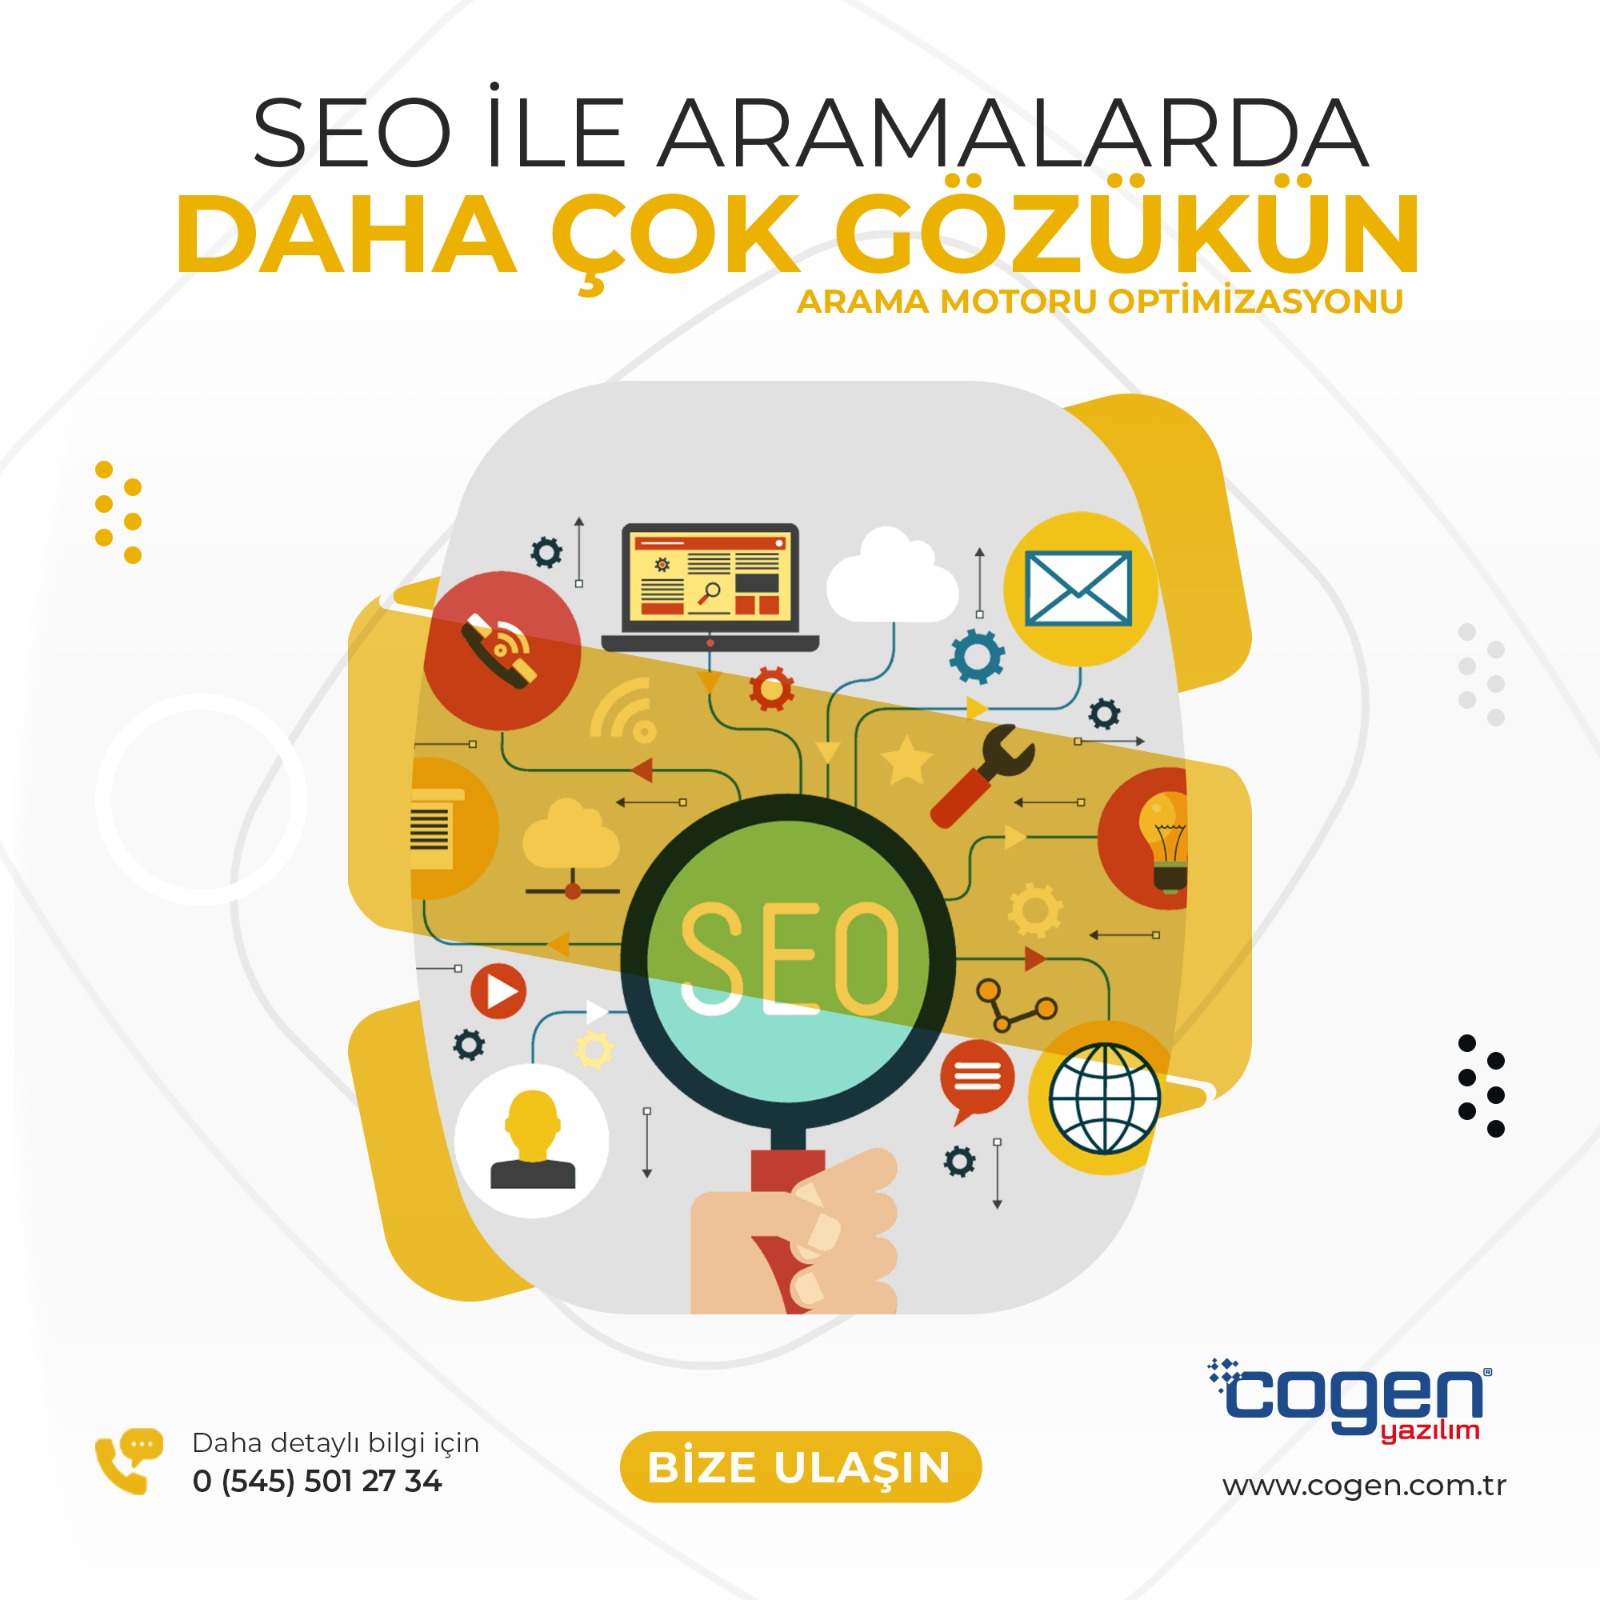 SEO İLE ARAMALARDA
DAHA ÇOK GÖZÜKÜN
ARAMA MOTORU OPTİMİZASYONU
SEO
Daha detaylı bilgi için
0 (545) 501 27 34
BİZE ULAŞIN
cogen®
yazılım
www.cogen.com.tr